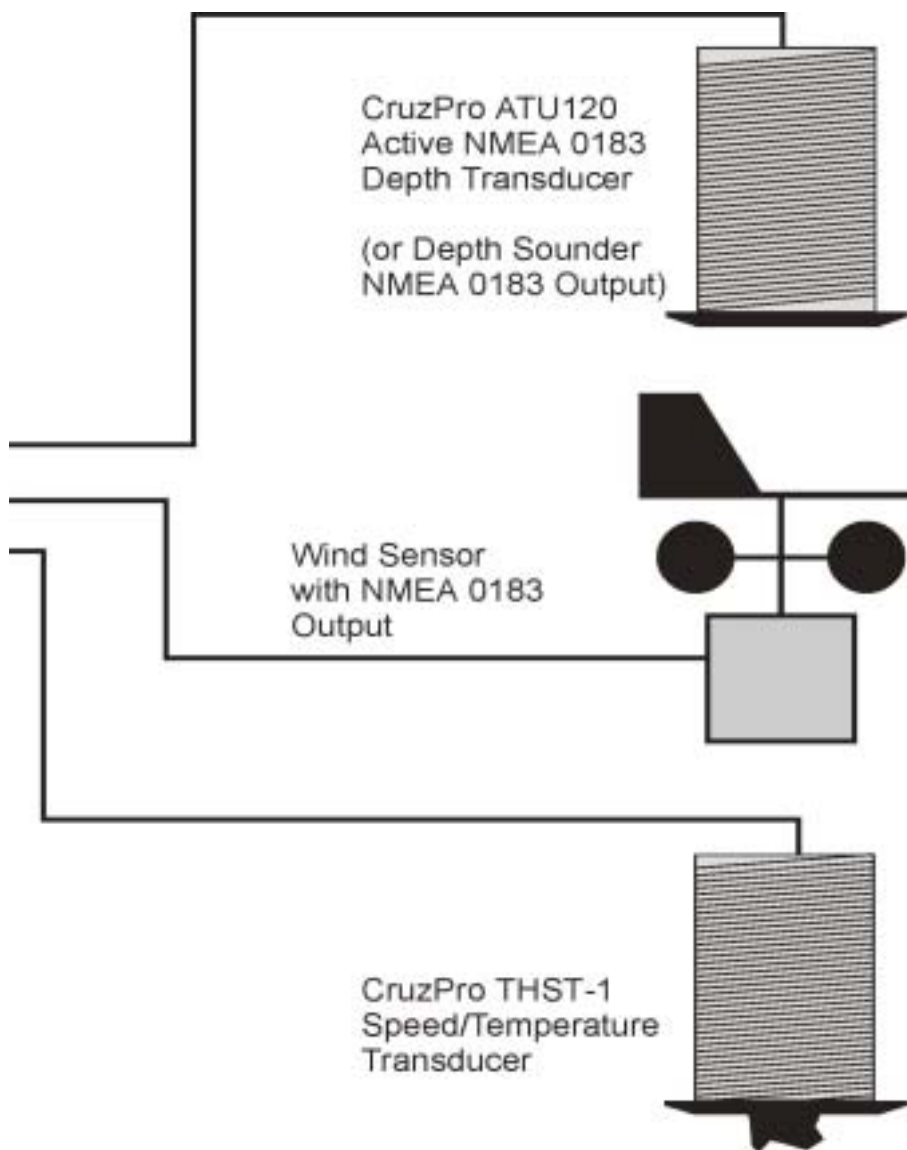 CruzPro ATU120
Active NMEA 0183
Depth Transducer
(or Depth Sounder
NMEA 0183 Output)
Wind Sensor
with NMEA 0183
Output
CruzPro THST-1
Speed/Temperature
Transducer